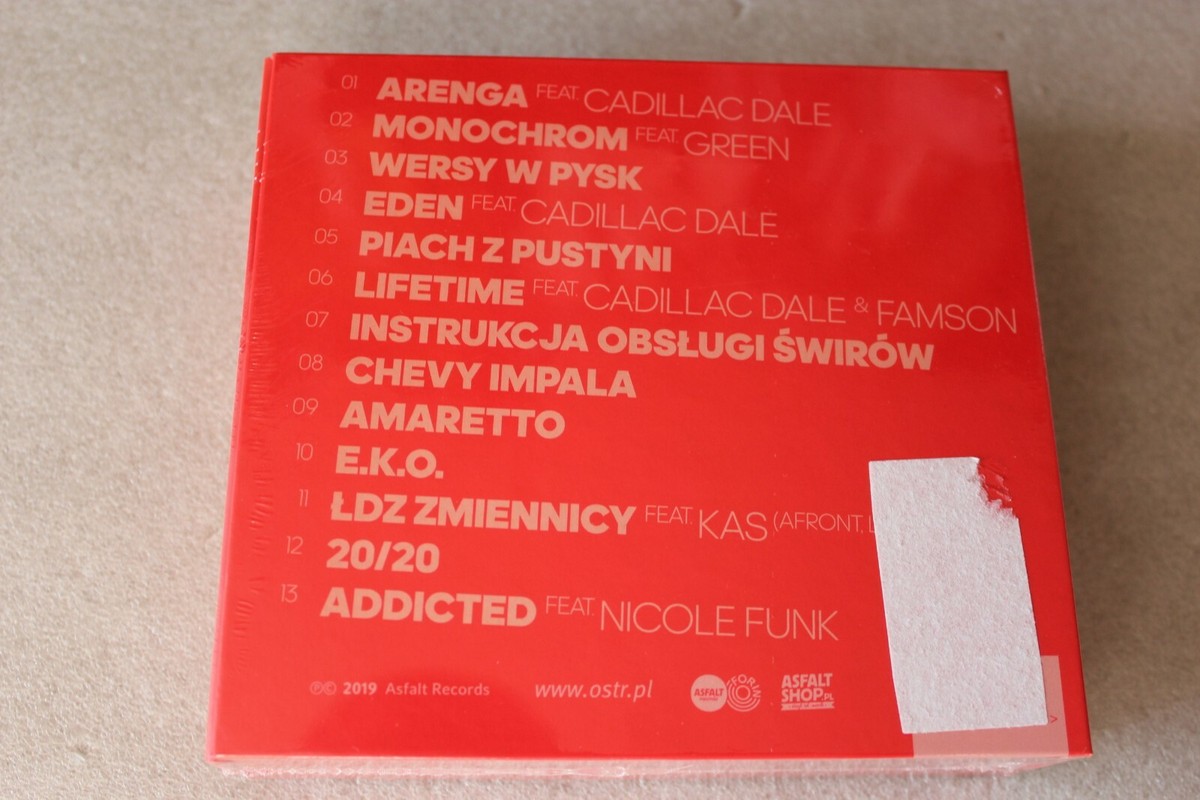 01 ARENGA FEAT. CADILLAC DALE
02 MONOCHROM FEAT. GREEN
03 WERSY W PYSK
04 EDEN FEAT. CADILLAC DALE
05 PIACH Z PUSTYNI
06 LIFETIME FEAT. CADILLAC DALE & FAMSON
07 INSTRUKCJA OBSŁUGI ŚWIRÓW
08 CHEVY IMPALA
09 AMARETTO
10 E.K.O.
11 ŁDZ ZMIENNICY FEAT. KAS (AFRONT,
12 20/20
13 ADDICTED FEAT. NICOLE FUNK
℗© 2019 Asfalt Records
www.ostr.pl
ASFALT
ASFALT
SHOP.PL